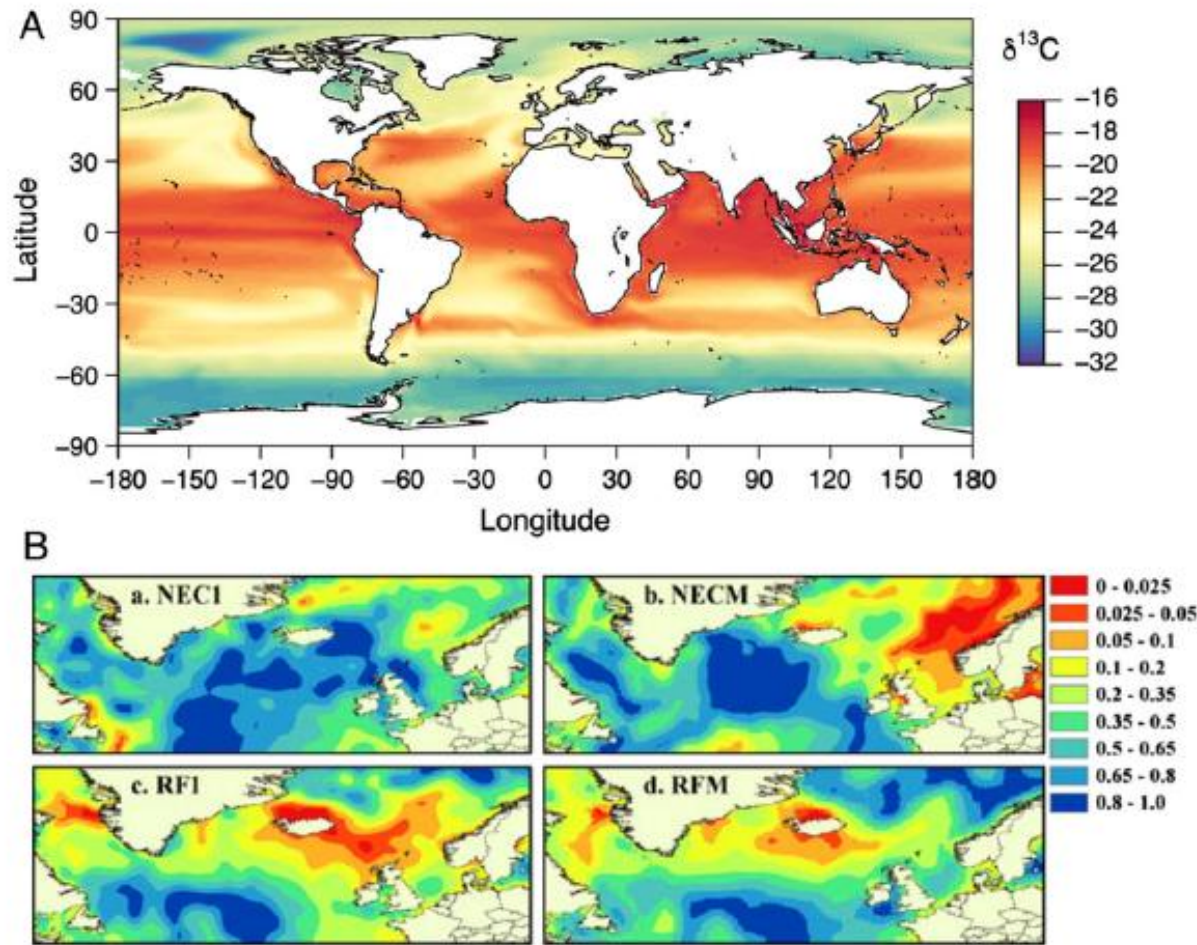 A
90
60
30
0
−30
−60
−90
Latitude
−180 −150 −120 −90 −60 −30 0 30 60 90 120 150 180
Longitude
δ¹³C
−16
−18
−20
−22
−24
−26
−28
−30
−32
B
a. NEC1
b. NECM
c. RF1
d. RFM
0 - 0.025
0.025 - 0.05
0.05 - 0.1
0.1 - 0.2
0.2 - 0.35
0.35 - 0.5
0.5 - 0.65
0.65 - 0.8
0.8 - 1.0